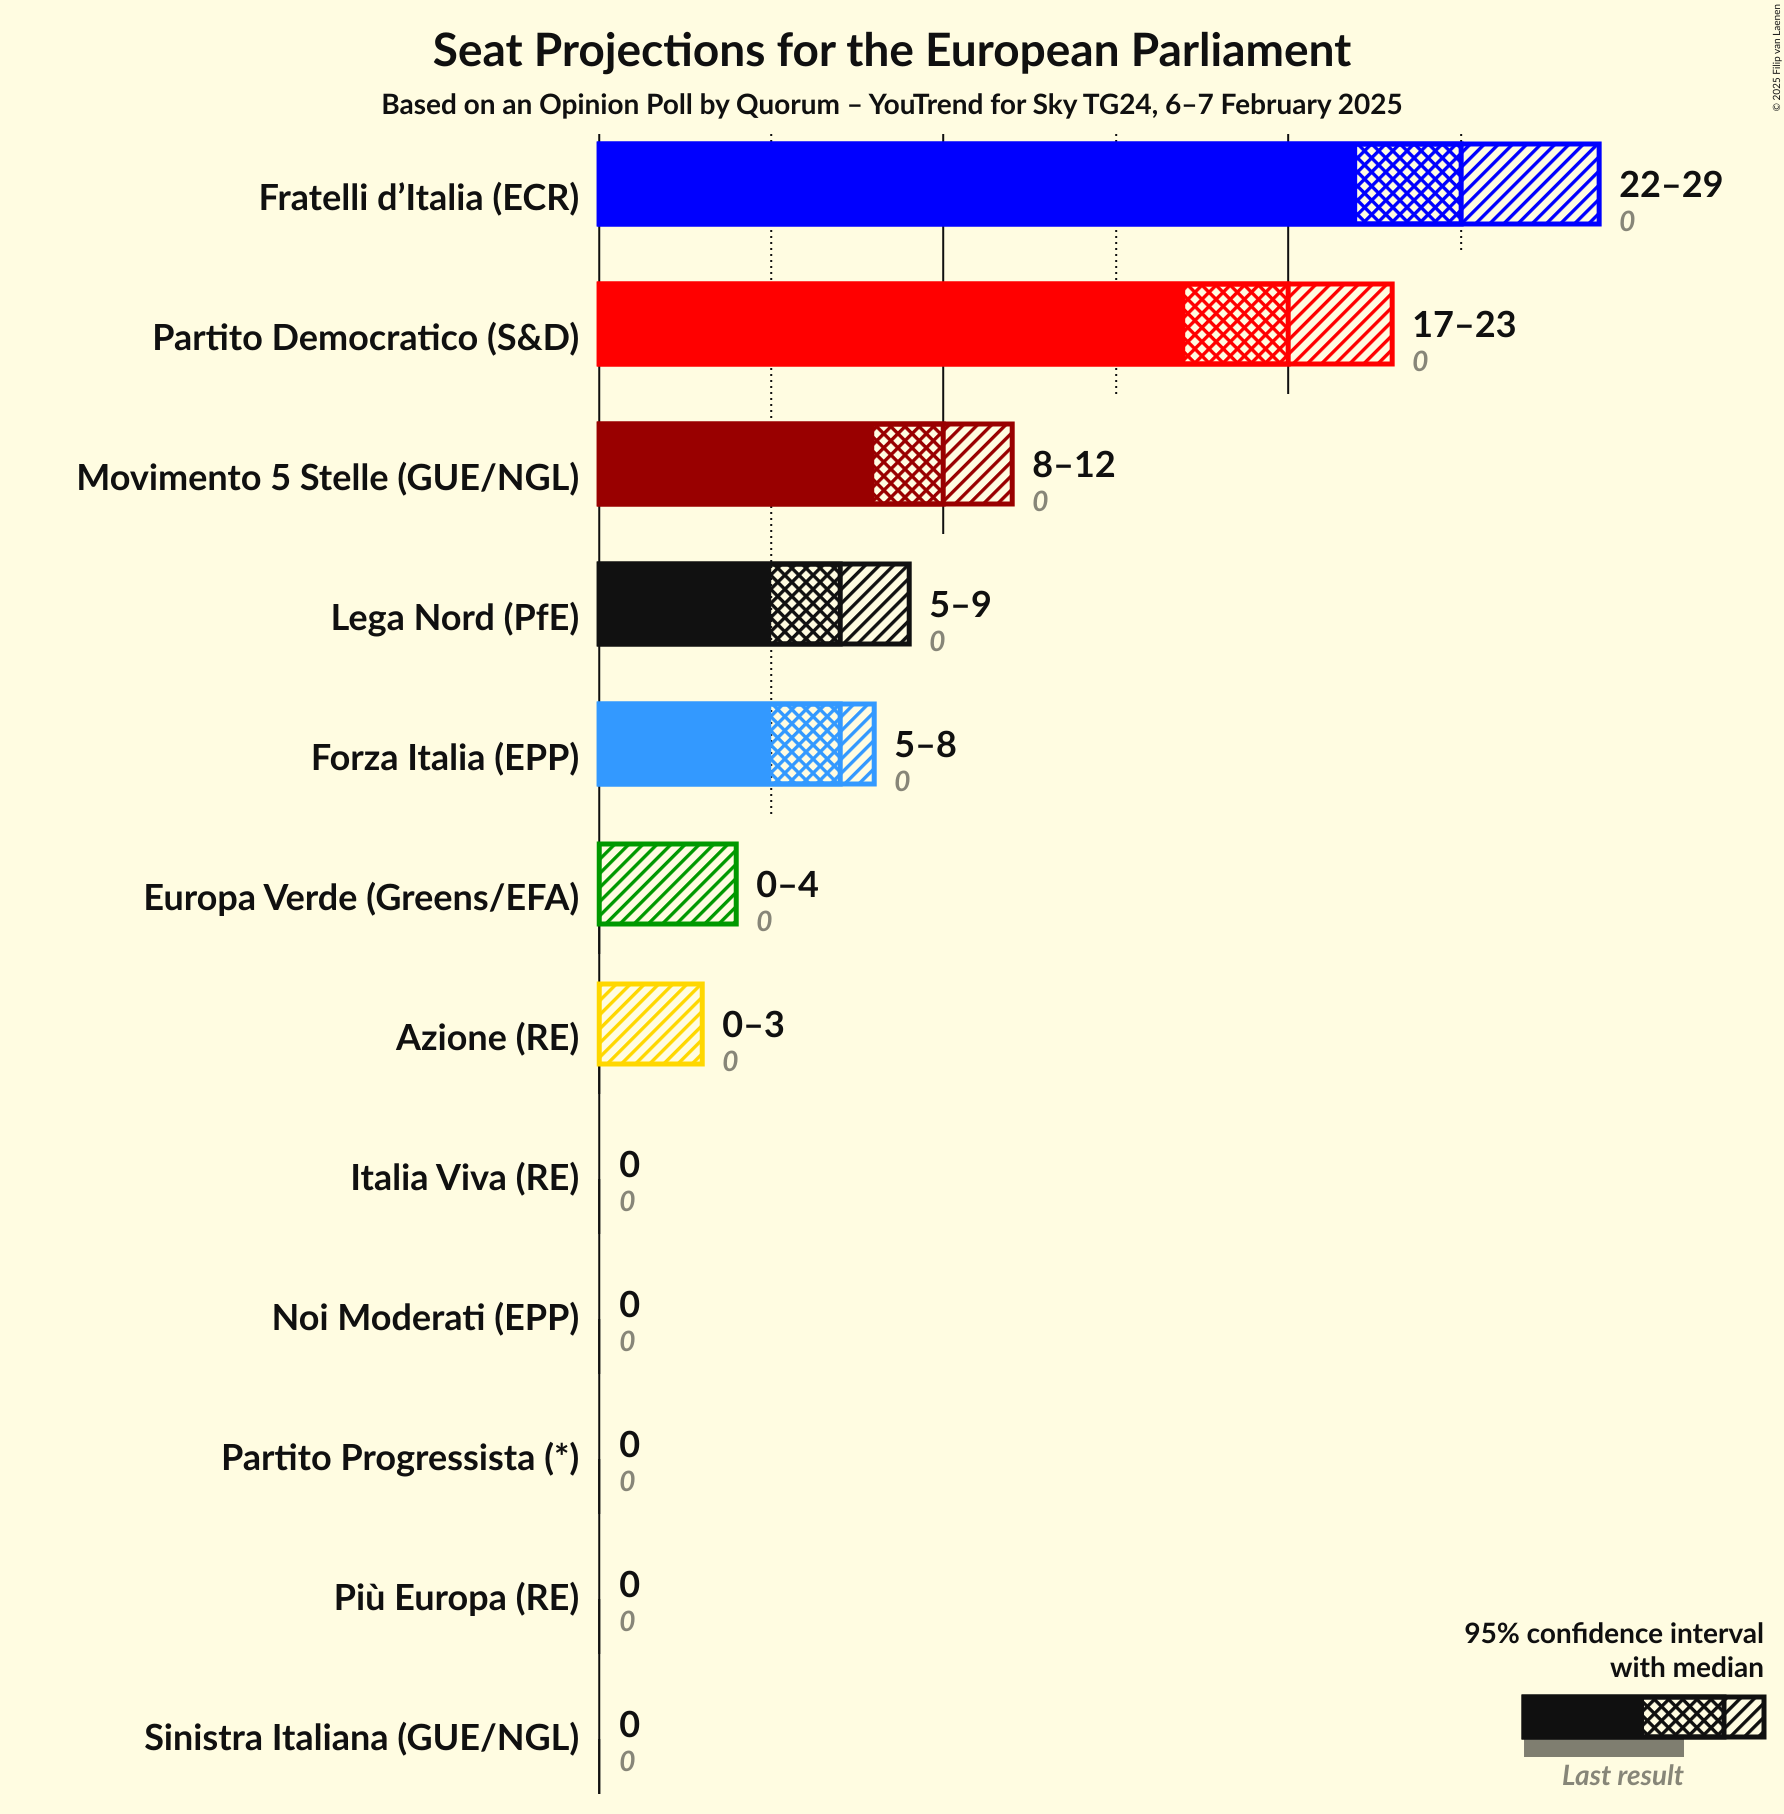 Seat Projections for the European Parliament
Based on an Opinion Poll by Quorum – YouTrend for Sky TG24, 6–7 February 2025
© 2025 Filip van Laenen
Fratelli d’Italia (ECR)
22–29
0
Partito Democratico (S&D)
17–23
0
Movimento 5 Stelle (GUE/NGL)
8–12
0
Lega Nord (PfE)
5–9
0
Forza Italia (EPP)
5–8
0
Europa Verde (Greens/EFA)
0–4
0
Azione (RE)
0–3
0
Italia Viva (RE)
0
0
Noi Moderati (EPP)
0
0
Partito Progressista (*)
0
0
Più Europa (RE)
0
0
Sinistra Italiana (GUE/NGL)
0
0
95% confidence interval
with median
Last result